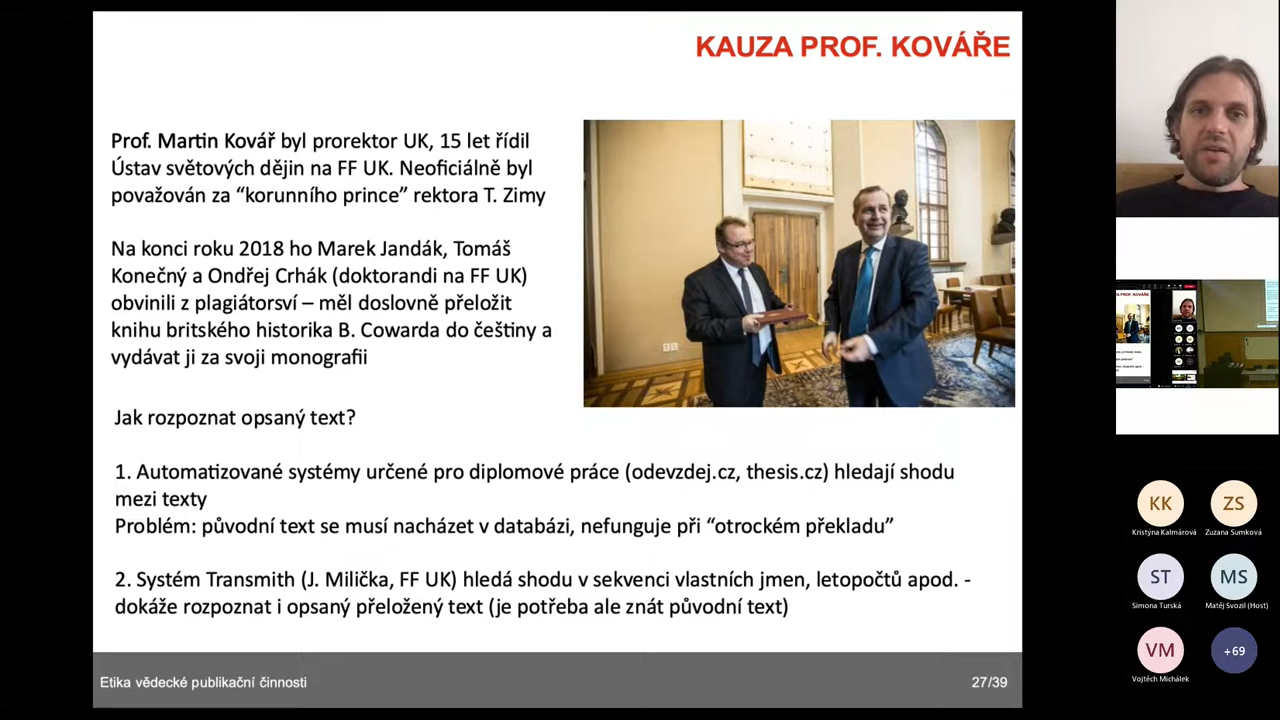 KAUZA PROF. KOVÁŘE
Prof. Martin Kovář byl prorektor UK, 15 let řídil
Ústav světových dějin na FF UK. Neoficiálně byl
považován za “korunního prince” rektora T. Zimy
Na konci roku 2018 ho Marek Jandák, Tomáš
Konečný a Ondřej Crhák (doktorandi na FF UK)
obvinili z plagiátorsví – měl doslovně přeložit
knihu britského historika B. Cowarda do češtiny a
vydávat ji za svoji monografii
Jak rozpoznat opsaný text?
1. Automatizované systémy určené pro diplomové práce (odevzdej.cz, thesis.cz) hledají shodu
mezi texty
Problém: původní text se musí nacházet v databázi, nefunguje při “otrockém překladu”
2. Systém Transmith (J. Milička, FF UK) hledá shodu v sekvenci vlastních jmen, letopočtů apod. -
dokáže rozpoznat i opsaný přeložený text (je potřeba ale znát původní text)
Etika vědecké publikační činnosti
27/39
KK
ZS
Kristýna Kalmárová
Zuzana Sumková
ST
MS
Simona Turská
Matěj Svozil (Host)
VM
+69
Vojtěch Michálek